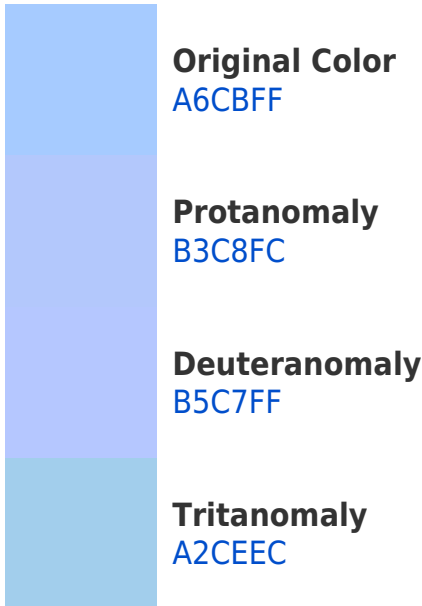 Original Color
A6CBFF
Protanomaly
B3C8FC
Deuteranomaly
B5C7FF
Tritanomaly
A2CEEC